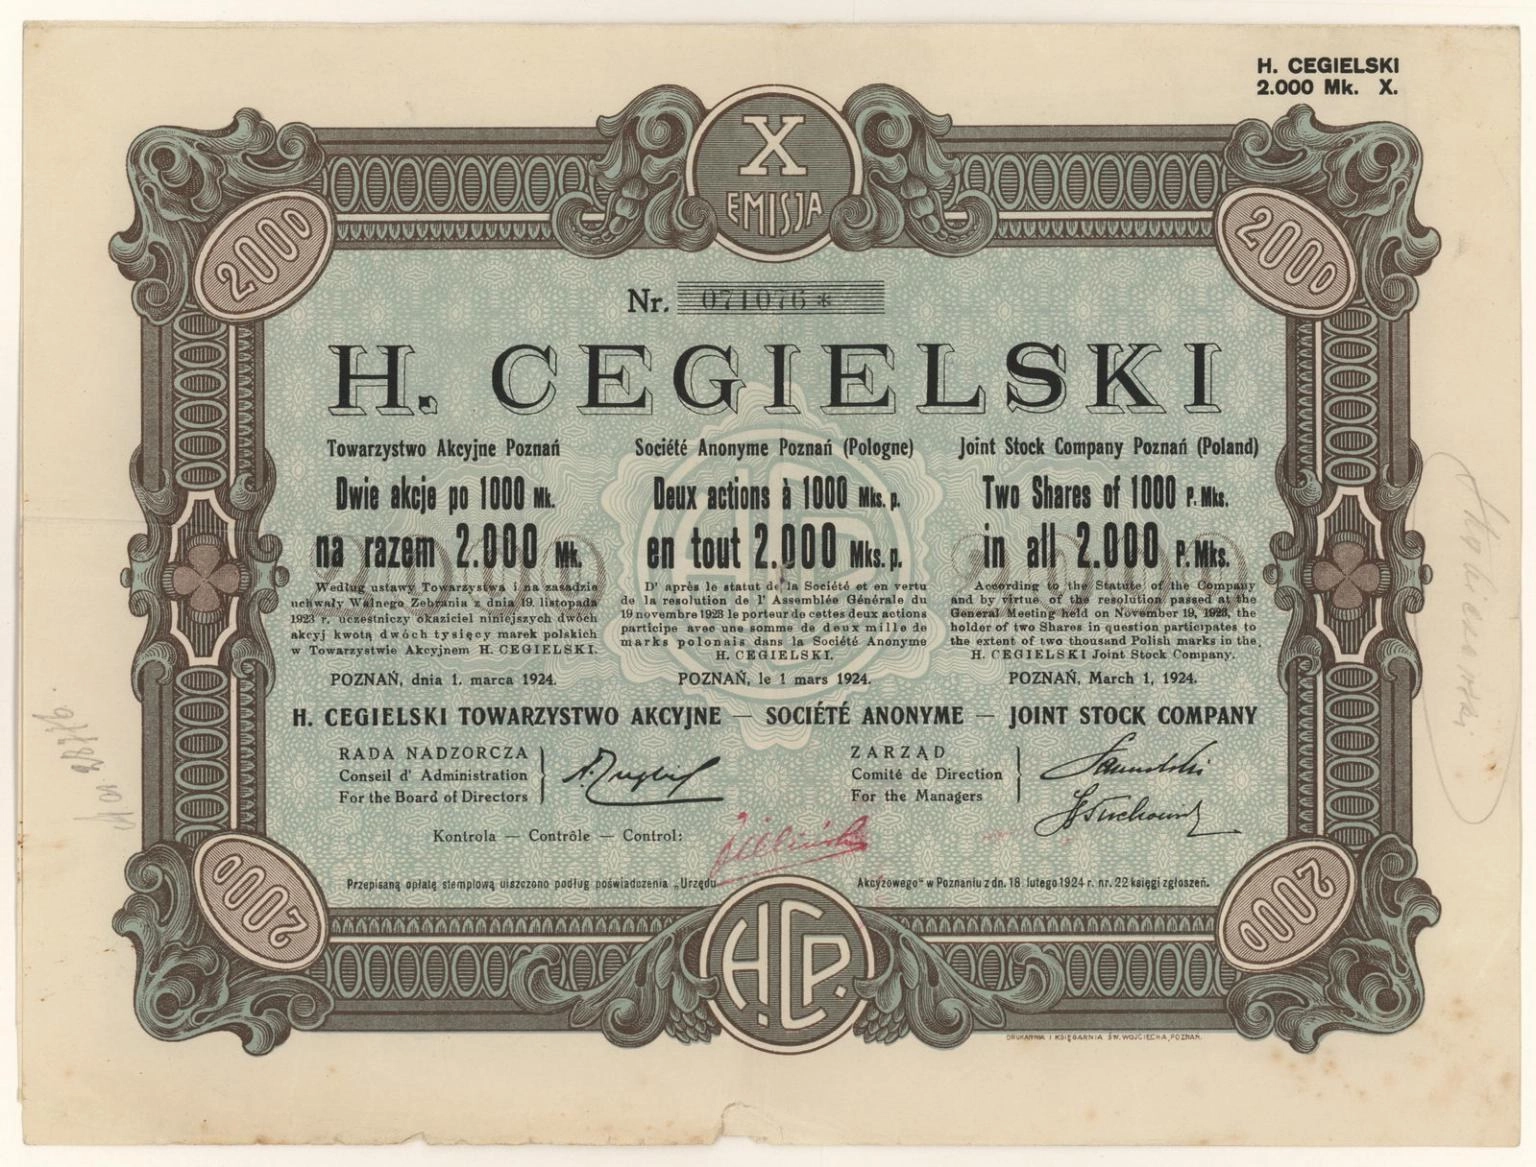 H. CEGIELSKI
2.000 Mk. X.
X
EMISJA
2000
2000
Nr. 071076*
H. CEGIELSKI
Towarzystwo Akcyjne Poznań
Dwie akcje po 1000 Mk.
na razem 2.000 Mk.
Według ustawy Towarzystwa i na zasadzie
uchwały Walnego Zebrania z dnia 19. listopada
1923 r. uczestniczy okaziciel niniejszych dwóch
akcyj kwotą dwóch tysięcy marek polskich
w Towarzystwie Akcyjnem H. CEGIELSKI.
POZNAŃ, dnia 1. marca 1924.
Société Anonyme Poznań (Pologne)
Deux actions à 1000 Mks. p.
en tout 2.000 Mks. p.
D' après le statut de la Société et en vertu
de la resolution de l' Assemblée Générale du
19 novembre 1923 le porteur de cettes deux actions
participe avec une somme de deux mille de
marks polonais dans la Société Anonyme
H. CEGIELSKI.
POZNAŃ, le 1 mars 1924.
Joint Stock Company Poznań (Poland)
Two Shares of 1000 P. Mks.
in all 2.000 P. Mks.
According to the Statute of the Company
and by virtue of the resolution passed at the
General Meeting held on November 19, 1923, the
holder of two Shares in question participates to
the extent of two thousand Polish marks in the
H. CEGIELSKI Joint Stock Company.
POZNAŃ, March 1, 1924.
H. CEGIELSKI TOWARZYSTWO AKCYJNE — SOCIÉTÉ ANONYME — JOINT STOCK COMPANY
RADA NADZORCZA
Conseil d' Administration
For the Board of Directors
ZARZĄD
Comité de Direction
For the Managers
Kontrola — Contrôle — Control:
Przepisaną opłatę stemplową uiszczono podług poświadczenia „Urzędu Akcyzowego" w Poznaniu z dn. 18 lutego 1924 r. nr. 22 księgi zgłoszeń.
2000
H.C.P.
2000
DRUKARNIA I KSIĘGARNIA ŚW. WOJCIECHA, POZNAŃ.